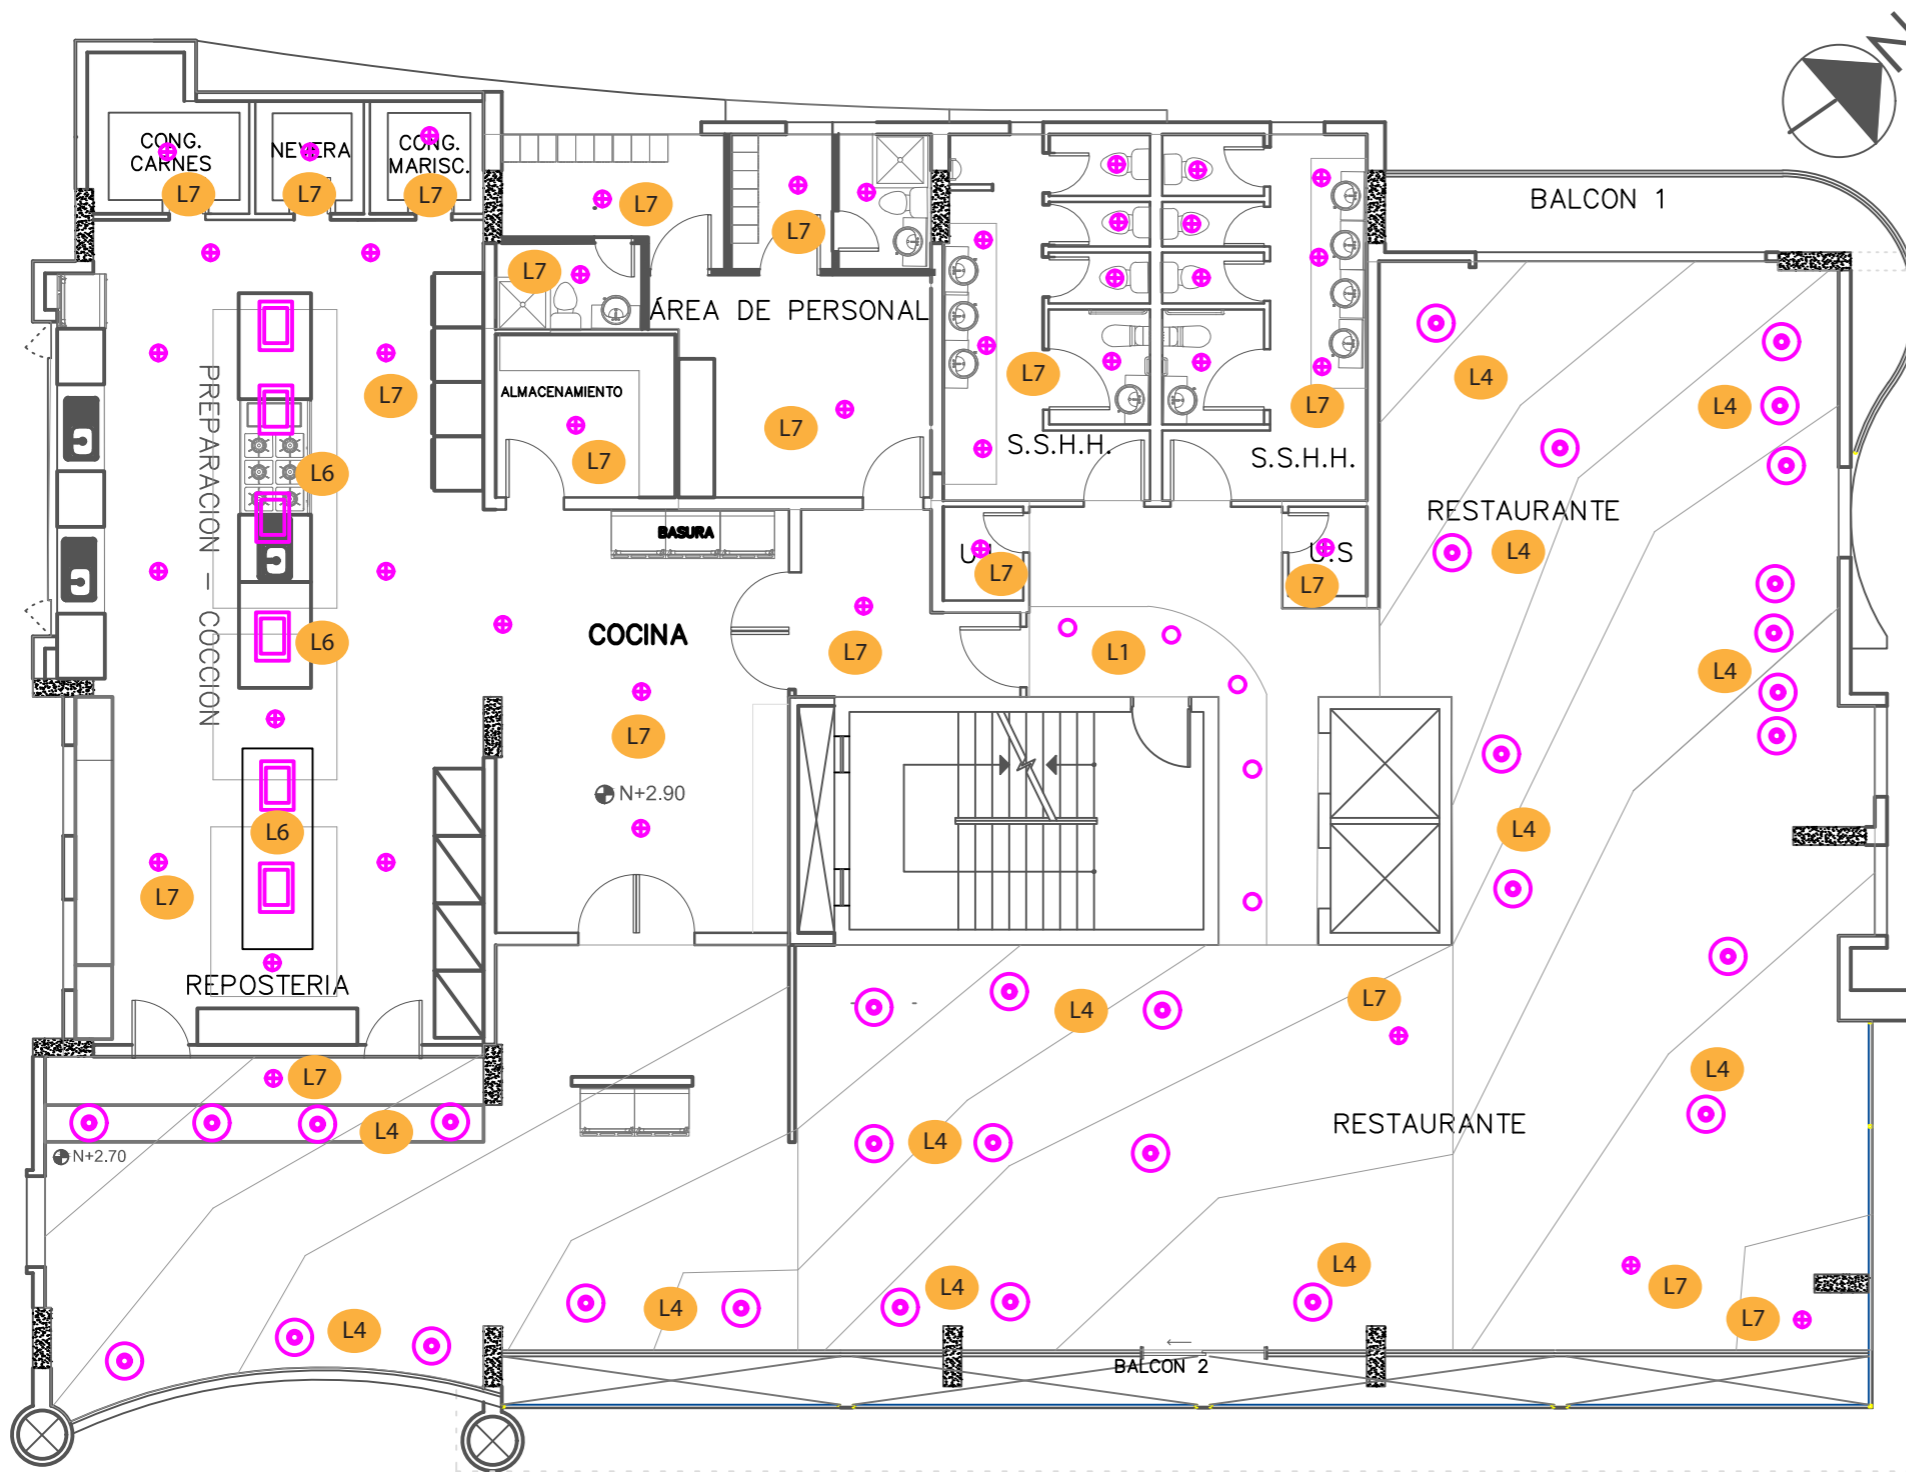 N
CONG.
CARNES
NEVERA
CONG.
MARISC.
L7
L7
L7
L7
L7
L7
BALCON 1
ÁREA DE PERSONAL
PREPARACION - COCCION
L7
ALMACENAMIENTO
L7
L7
L7
L7
S.S.H.H.
S.S.H.H.
L4
L4
L6
RESTAURANTE
L4
BASURA
L7
U.S
L7
L6
COCINA
L7
L1
L4
L7
N+2.90
L6
L4
L7
REPOSTERIA
L4
L7
L7
L4
L4
L4
RESTAURANTE
N+2.70
L4
L4
L4
L4
L7
L7
BALCON 2